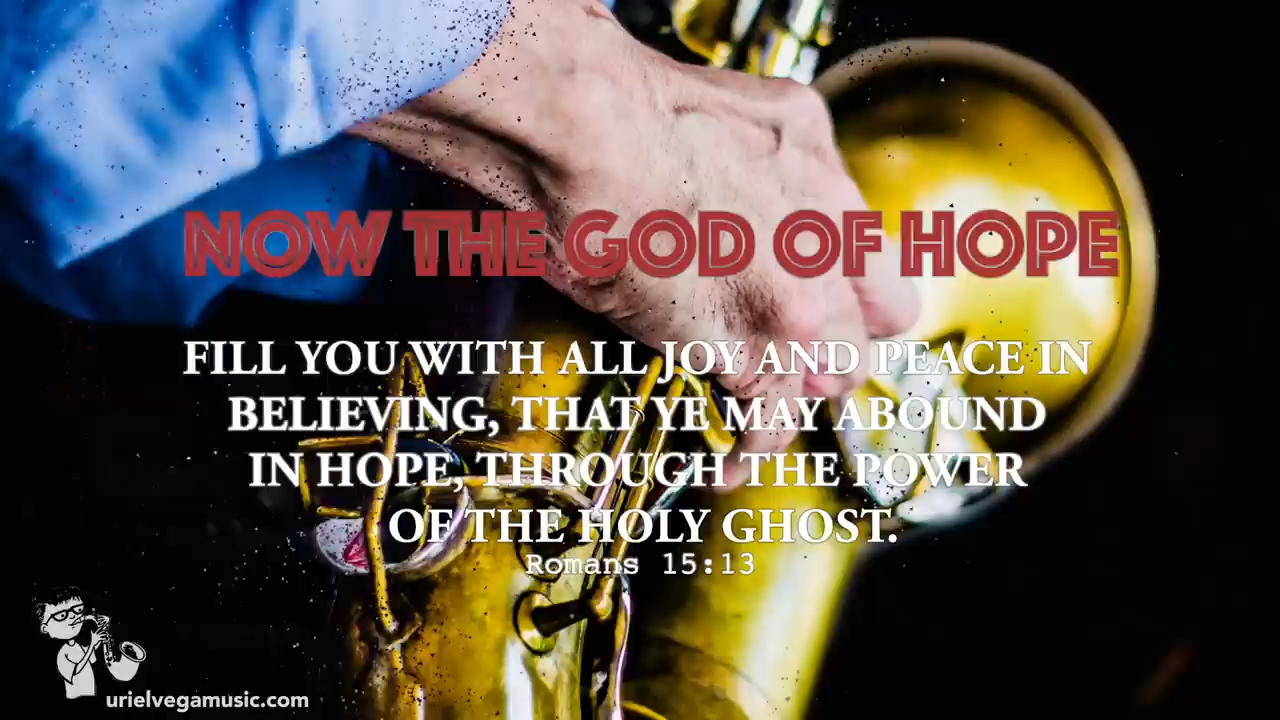 NOW THE GOD OF HOPE
FILL YOU WITH ALL JOY AND PEACE IN
BELIEVING, THAT YE MAY ABOUND
IN HOPE, THROUGH THE POWER
OF THE HOLY GHOST.
Romans 15:13
urielvegamusic.com